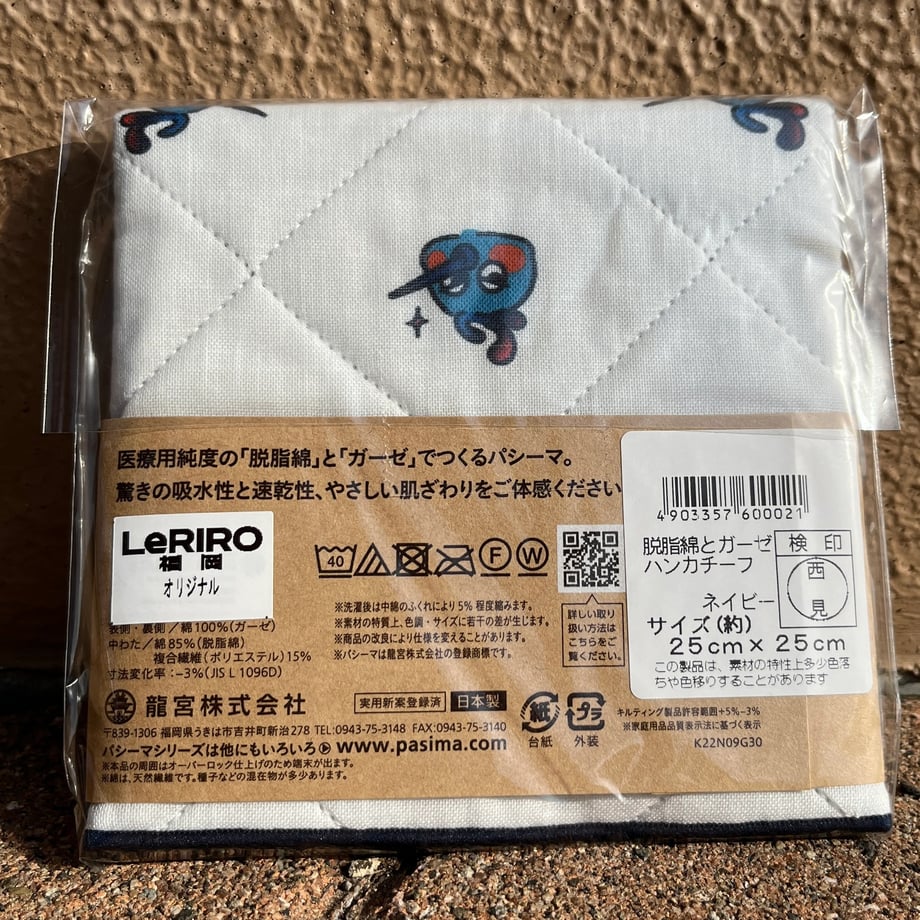 医療用純度の「脱脂綿」と「ガーゼ」でつくるパシーマ。
驚きの吸水性と速乾性、やさしい肌ざわりをご体感ください
LeRIRO
福岡
オリジナル
40
F
W
詳しい取り
扱い方法は
こちらをご
覧ください。
※洗濯後は中綿のふくれにより5%程度縮みます。
※素材の特質上、色調・サイズに若干の差が生じます。
※商品の改良により仕様を変えることがあります。
※パシーマは龍宮株式会社の登録商標です。
表側・裏側/綿100%(ガーゼ)
中わた/綿85%(脱脂綿)
複合繊維(ポリエステル)15%
寸法変化率:−3%(JIS L 1096D)
4903357600021
脱脂綿とガーゼ
ハンカチーフ
検印
西
見
ネイビー
サイズ(約)
25cm×25cm
この製品は、素材の特性上多少色落
ちや色移りすることがあります
龍宮株式会社
実用新案登録済
日本製
紙
台紙
プラ
外装
キルティング製品許容範囲+5%−3%
※家庭用品品質表示法に基づく表示
K22N09G30
〒839-1306 福岡県うきは市吉井町新治278 TEL:0943-75-3148 FAX:0943-75-3140
パシーマシリーズは他にもいろいろ▶www.pasima.com
※本品の周囲はオーバーロック仕上げのため端末が出ます。
※綿は、天然繊維です。種子などの混在物が多少あります。